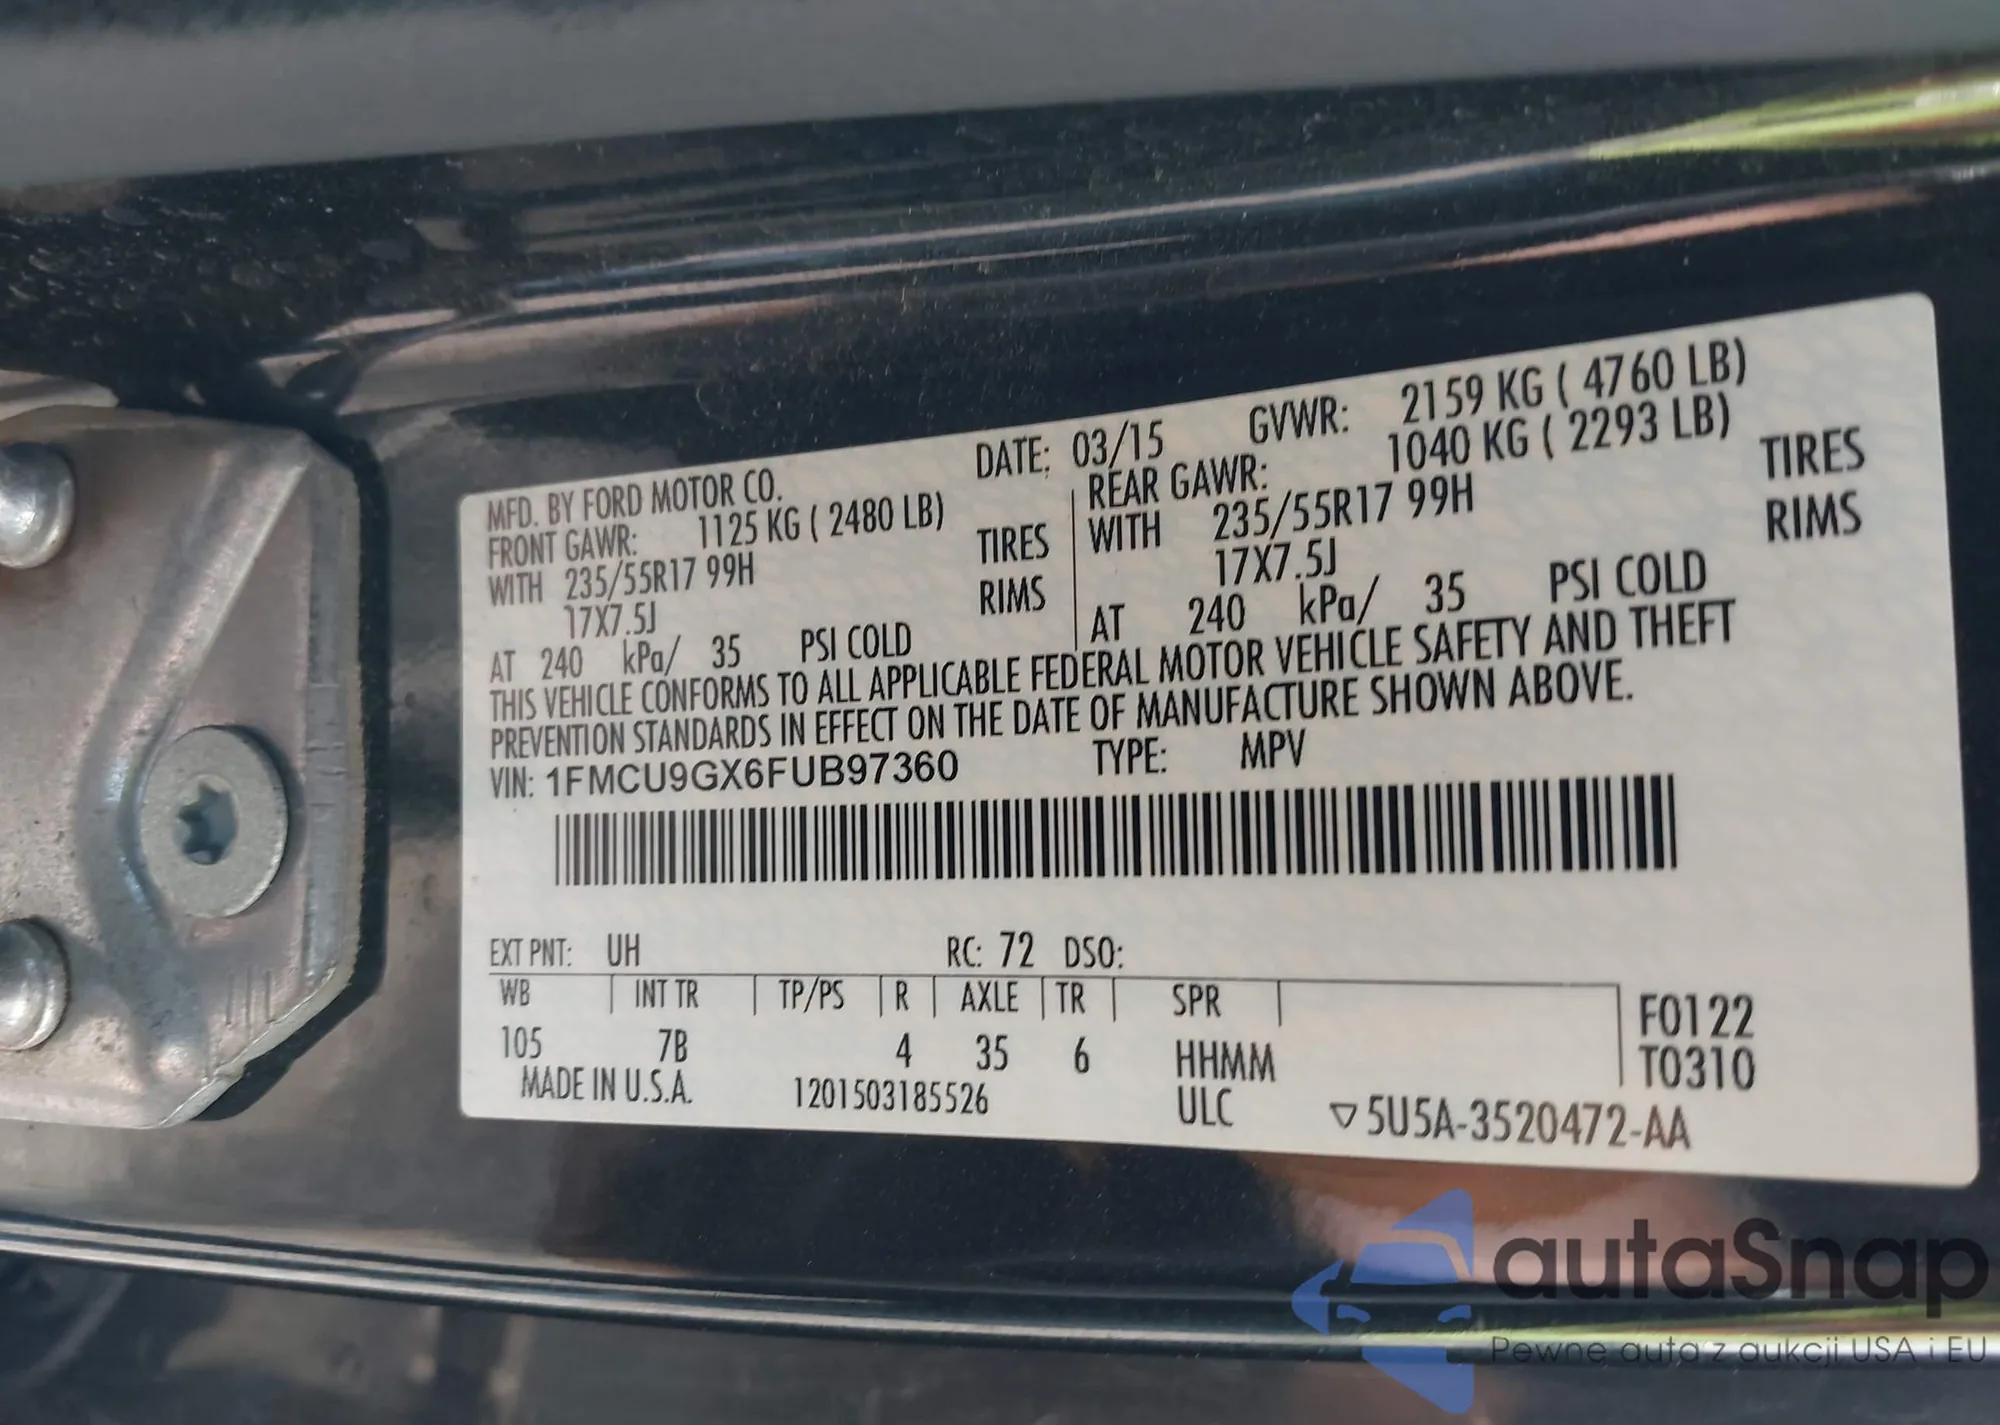 MFD. BY FORD MOTOR CO. DATE: 03/15 GVWR: 2159 KG ( 4760 LB)
FRONT GAWR: 1125 KG ( 2480 LB) REAR GAWR: 1040 KG ( 2293 LB)
WITH 235/55R17 99H TIRES WITH 235/55R17 99H TIRES
17X7.5J RIMS 17X7.5J RIMS
AT 240 kPa/ 35 PSI COLD AT 240 kPa/ 35 PSI COLD
THIS VEHICLE CONFORMS TO ALL APPLICABLE FEDERAL MOTOR VEHICLE SAFETY AND THEFT
PREVENTION STANDARDS IN EFFECT ON THE DATE OF MANUFACTURE SHOWN ABOVE.
VIN: 1FMCU9GX6FUB97360 TYPE: MPV
EXT PNT: UH RC: 72 DSO:
WB INT TR TP/PS R AXLE TR SPR F0122
105 7B 4 35 6 HHMM T0310
MADE IN U.S.A. 1201503185526 ULC ▽5U5A-3520472-AA
autaSnap
Pewne auta z aukcji USA i EU